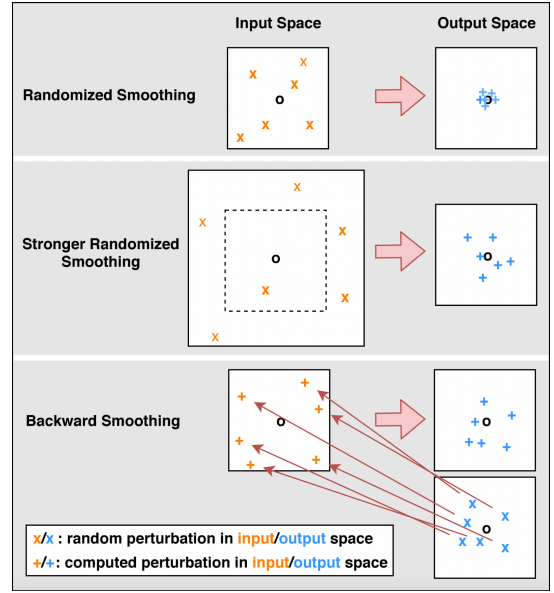 Input Space
Output Space
Randomized Smoothing
x
x
x
x
x
x
o
+
+
+
+
+
+
o
Stronger Randomized
Smoothing
x
x
x
x
x
x
o
+
+
+
+
+
+
o
Backward Smoothing
+
+
+
+
+
+
o
+
+
+
+
+
+
o
x
x
x
x
x
x
o
x/x : random perturbation in input/output space
+/+ : computed perturbation in input/output space